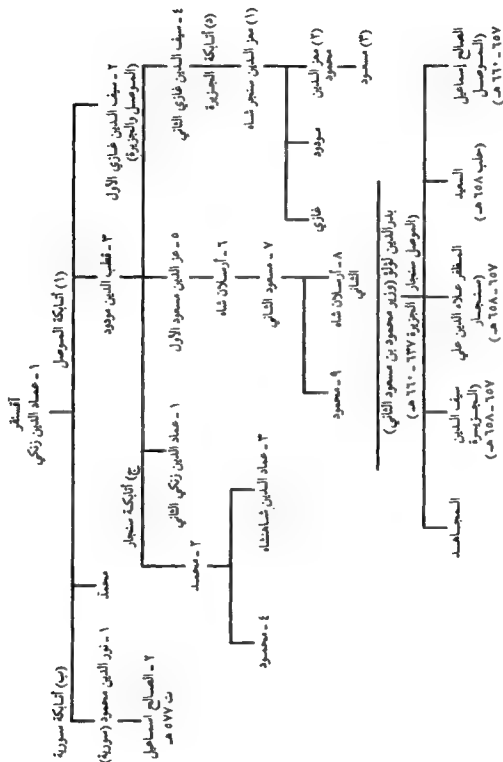 آقسنقر
١ - عماد الدين زنكي
(١) أتابكة الموصل
(ب) أتابكة سورية
٢ - سيف الدين غازي الأول
(الموصل والجزيرة)
٣ - قطب الدين مودود
محمد
١ - نور الدين محمود (سورية)
٢ - الصالح اسماعيل
ت ٥٧٧ هـ
٤ - سيف الدين غازي الثاني
(٥) أتابكة الجزيرة
(١) معز الدين سنجر شاه
(٢) معز الدين
محمود
(٣) مسعود
مودود
غازي
٥ - عز الدين مسعود الأول
٦ - أرسلان شاه
٧ - مسعود الثاني
٨ - أرسلان شاه
الثاني
٩ - محمود
ج) أتابكة سنجار
١ - عماد الدين زنكي الثاني
٢ - محمد
٣ - عماد الدين شاهنشاه
٤ - محمود
بدر الدين لؤلؤ (وزير محمود بن مسعود الثاني)
(الموصل سنجار الجزيرة ٦٣٧ - ٦٦٠ هـ)
الصالح إسماعيل
(الموصل
٦٥٧ - ٦٦٠ هـ)
السعيد
(حلب ٦٥٨ هـ)
المظفر علاء الدين علي
(سنجار
٦٥٧ - ٦٥٨ هـ)
سيف الدين
(الجزيرة
٦٥٧ - ٦٥٨ هـ)
المجاهد